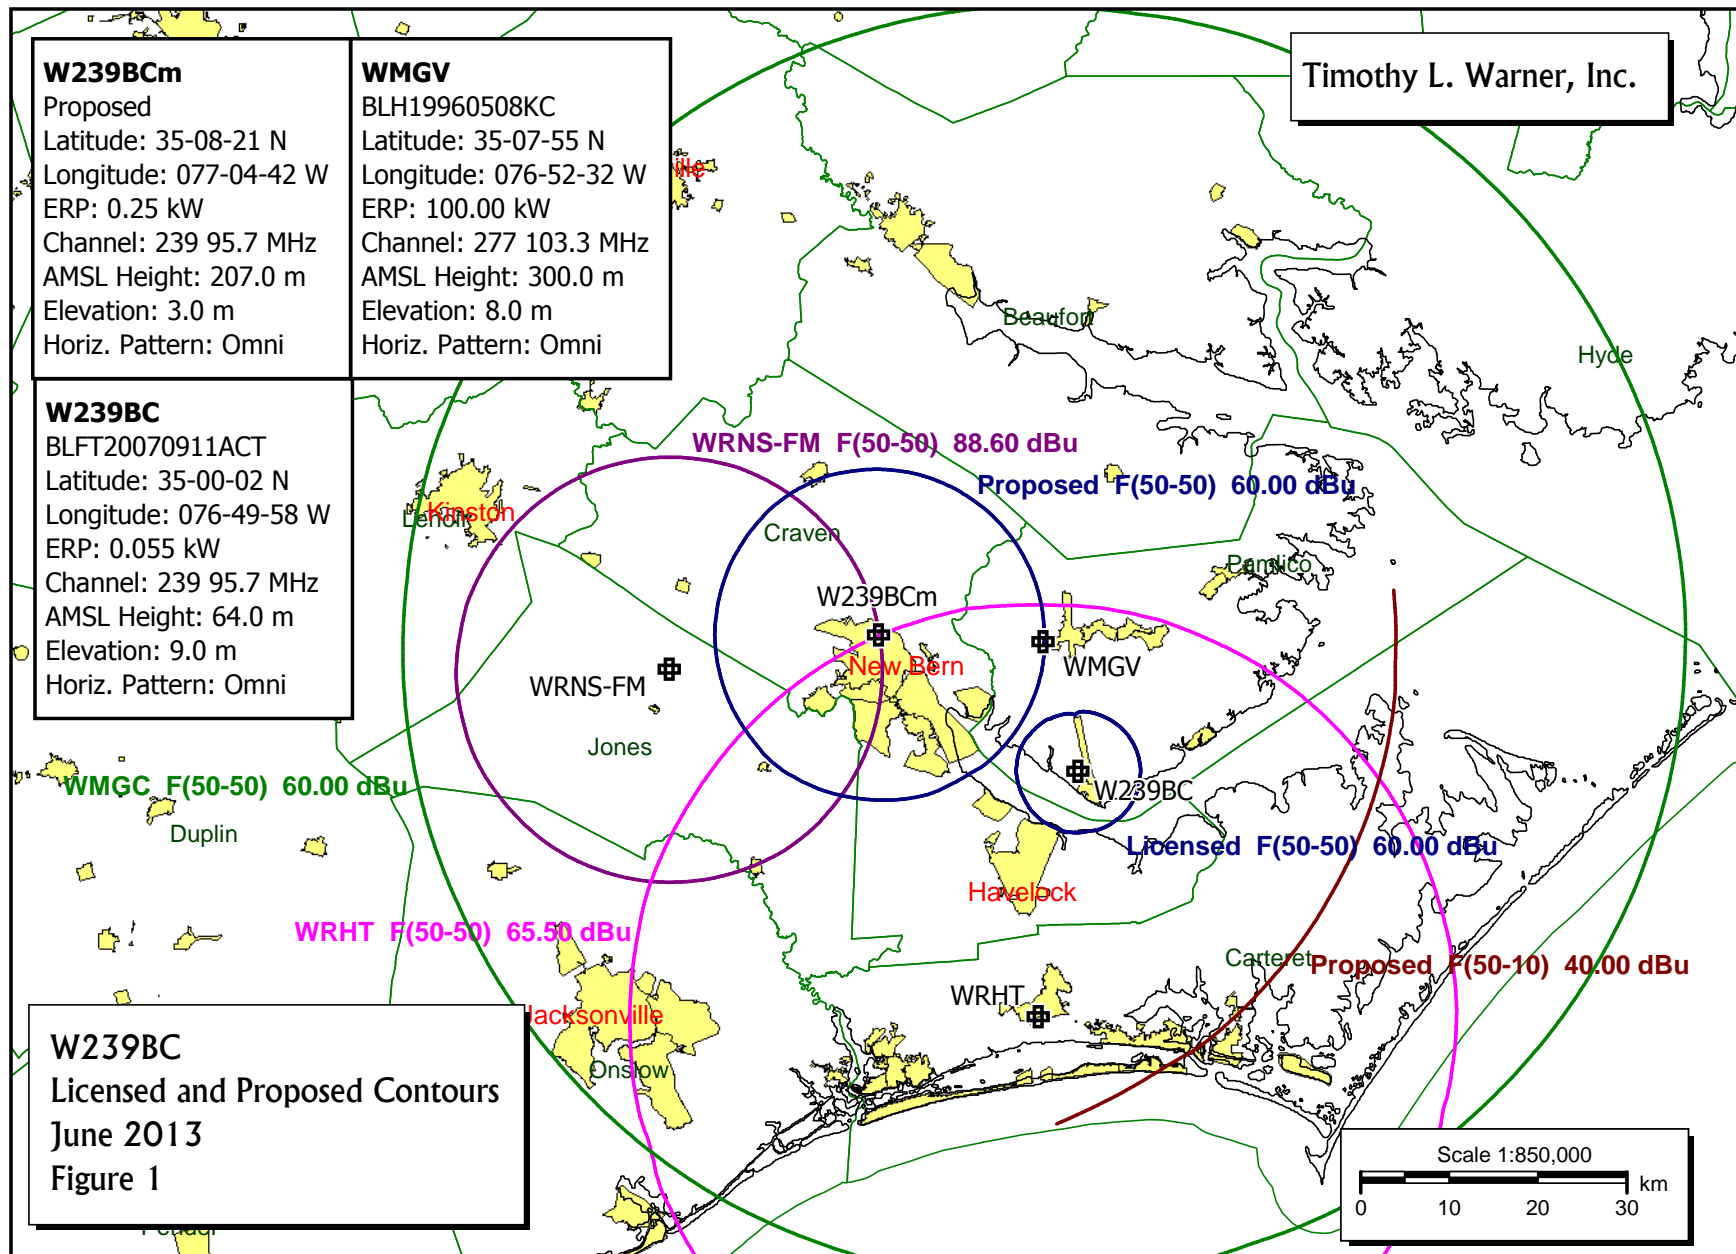 W239BCm
Proposed
Latitude: 35-08-21 N
Longitude: 077-04-42 W
ERP: 0.25 kW
Channel: 239 95.7 MHz
AMSL Height: 207.0 m
Elevation: 3.0 m
Horiz. Pattern: Omni
WMGV
BLH19960508KC
Latitude: 35-07-55 N
Longitude: 076-52-32 W
ERP: 100.00 kW
Channel: 277 103.3 MHz
AMSL Height: 300.0 m
Elevation: 8.0 m
Horiz. Pattern: Omni
Timothy L. Warner, Inc.
ville
Beaufort
Hyde
W239BC
BLFT20070911ACT
Latitude: 35-00-02 N
Longitude: 076-49-58 W
ERP: 0.055 kW
Channel: 239 95.7 MHz
AMSL Height: 64.0 m
Elevation: 9.0 m
Horiz. Pattern: Omni
WRNS-FM F(50-50) 88.60 dBu
Proposed F(50-50) 60.00 dBu
Lenoir
Kinston
Craven
Pamlico
W239BCm
New Bern
WMGV
WRNS-FM
Jones
WMGC F(50-50) 60.00 dBu
W239BC
Duplin
Licensed F(50-50) 60.00 dBu
Havelock
WRHT F(50-50) 65.50 dBu
Carteret
Proposed F(50-10) 40.00 dBu
WRHT
Jacksonville
Onslow
W239BC
Licensed and Proposed Contours
June 2013
Figure 1
Pender
Scale 1:850,000
km
0 10 20 30